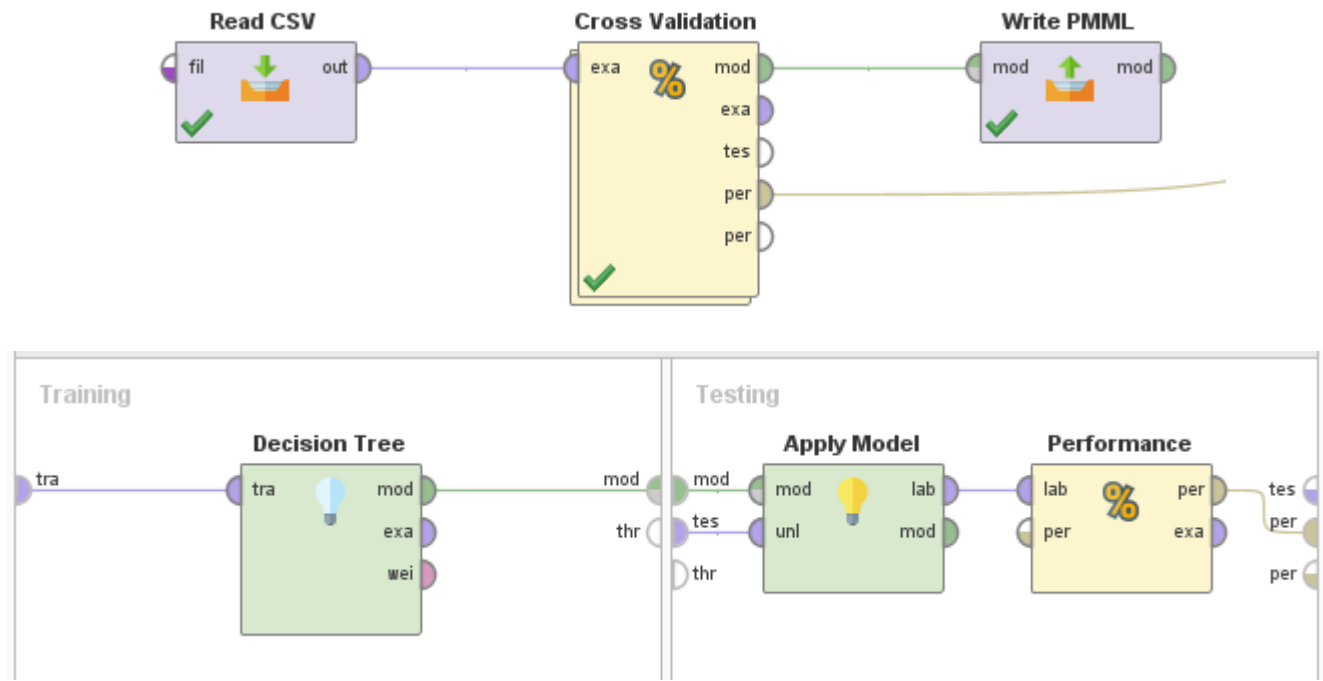 Read CSV
Cross Validation
Write PMML
fil
out
exa
mod
mod
mod
exa
tes
per
per
Training
Testing
Decision Tree
Apply Model
Performance
tra
tra
mod
mod
mod
mod
lab
lab
per
tes
exa
thr
tes
unl
mod
per
exa
per
wei
thr
per